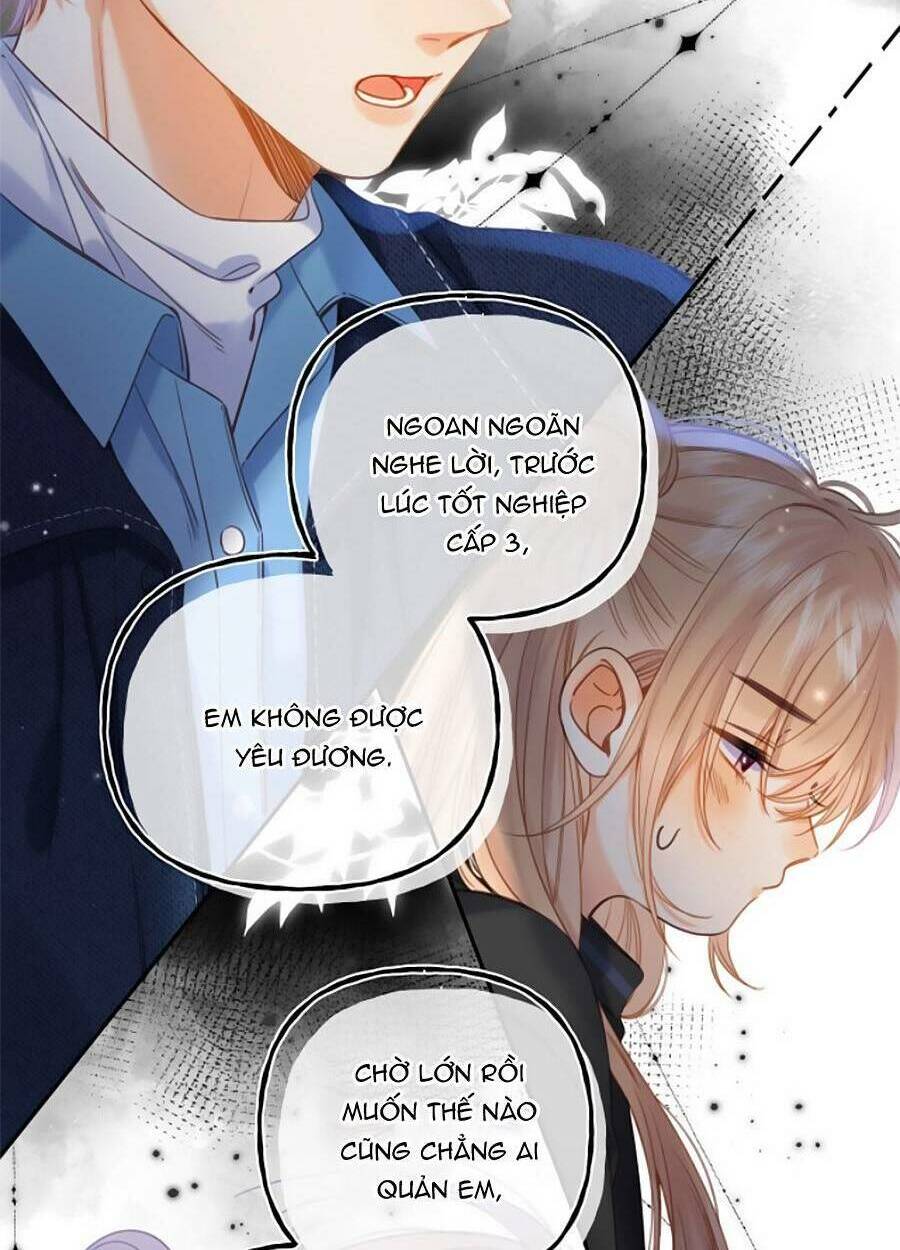 NGOAN NGOÃN
NGHE LỜI, TRƯỚC
LÚC TỐT NGHIỆP
CẤP 3,
EM KHÔNG ĐƯỢC
YÊU ĐƯƠNG.
CHỜ LỚN RỒI
MUỐN THẾ NÀO
CŨNG CHẲNG AI
QUẢN EM,